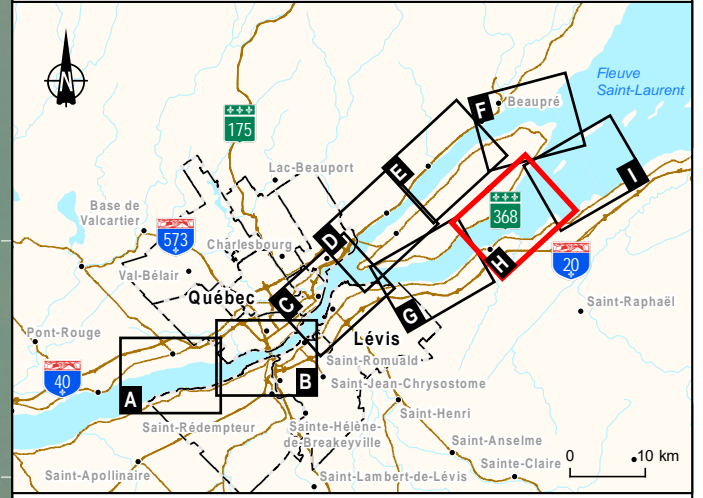 N
Fleuve
Saint-Laurent
F
Beaupré
175
Lac-Beauport
E
I
Base de
Valcartier
368
573
Charlesbourg
D
20
H
Val-Bélair
Québec
C
G
Saint-Raphaël
Pont-Rouge
Lévis
Saint-Romuald
40
A
B
Saint-Jean-Chrysostome
Saint-Henri
Saint-Rédempteur
Sainte-Hélène-
de-Breakeyville
Saint-Anselme
0 10 km
Sainte-Claire
Saint-Apollinaire
Saint-Lambert-de-Lévis